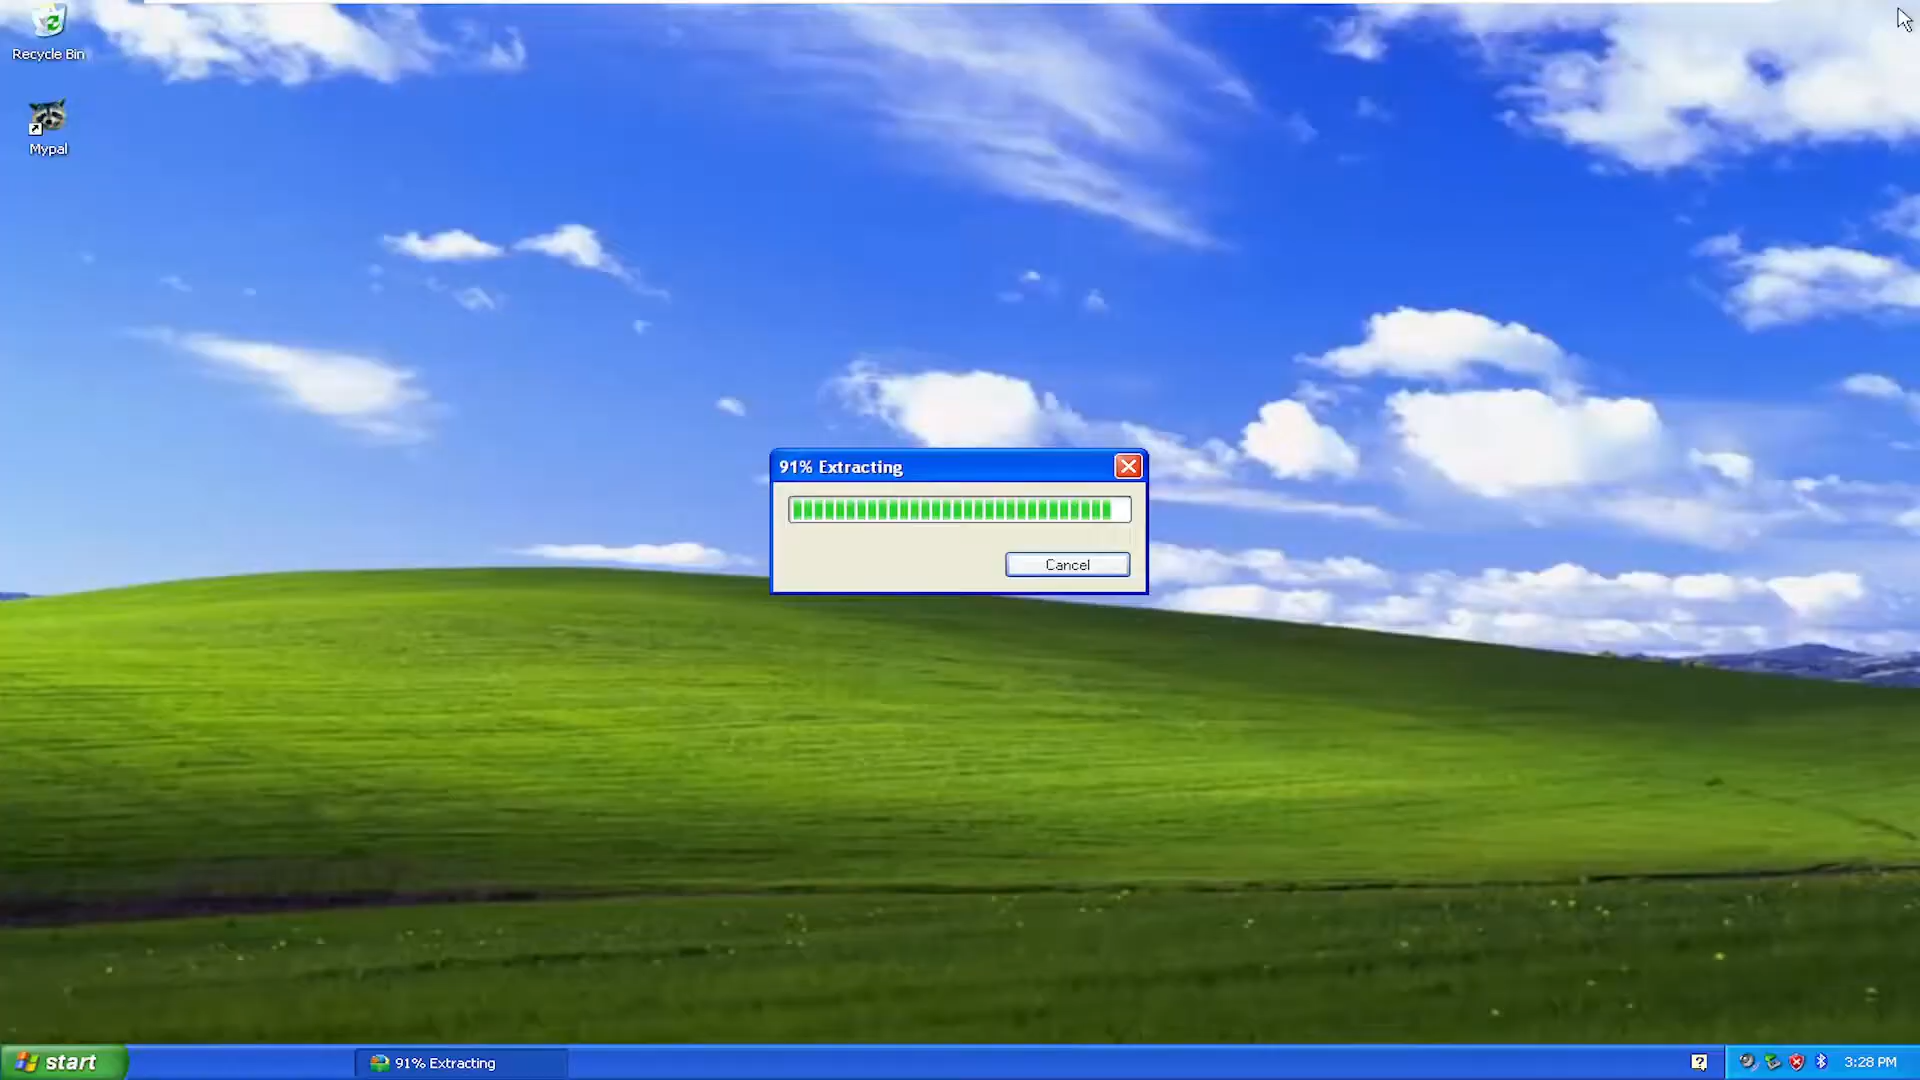 Recycle Bin
Mypal
91% Extracting
Cancel
start
91% Extracting
3:28 PM